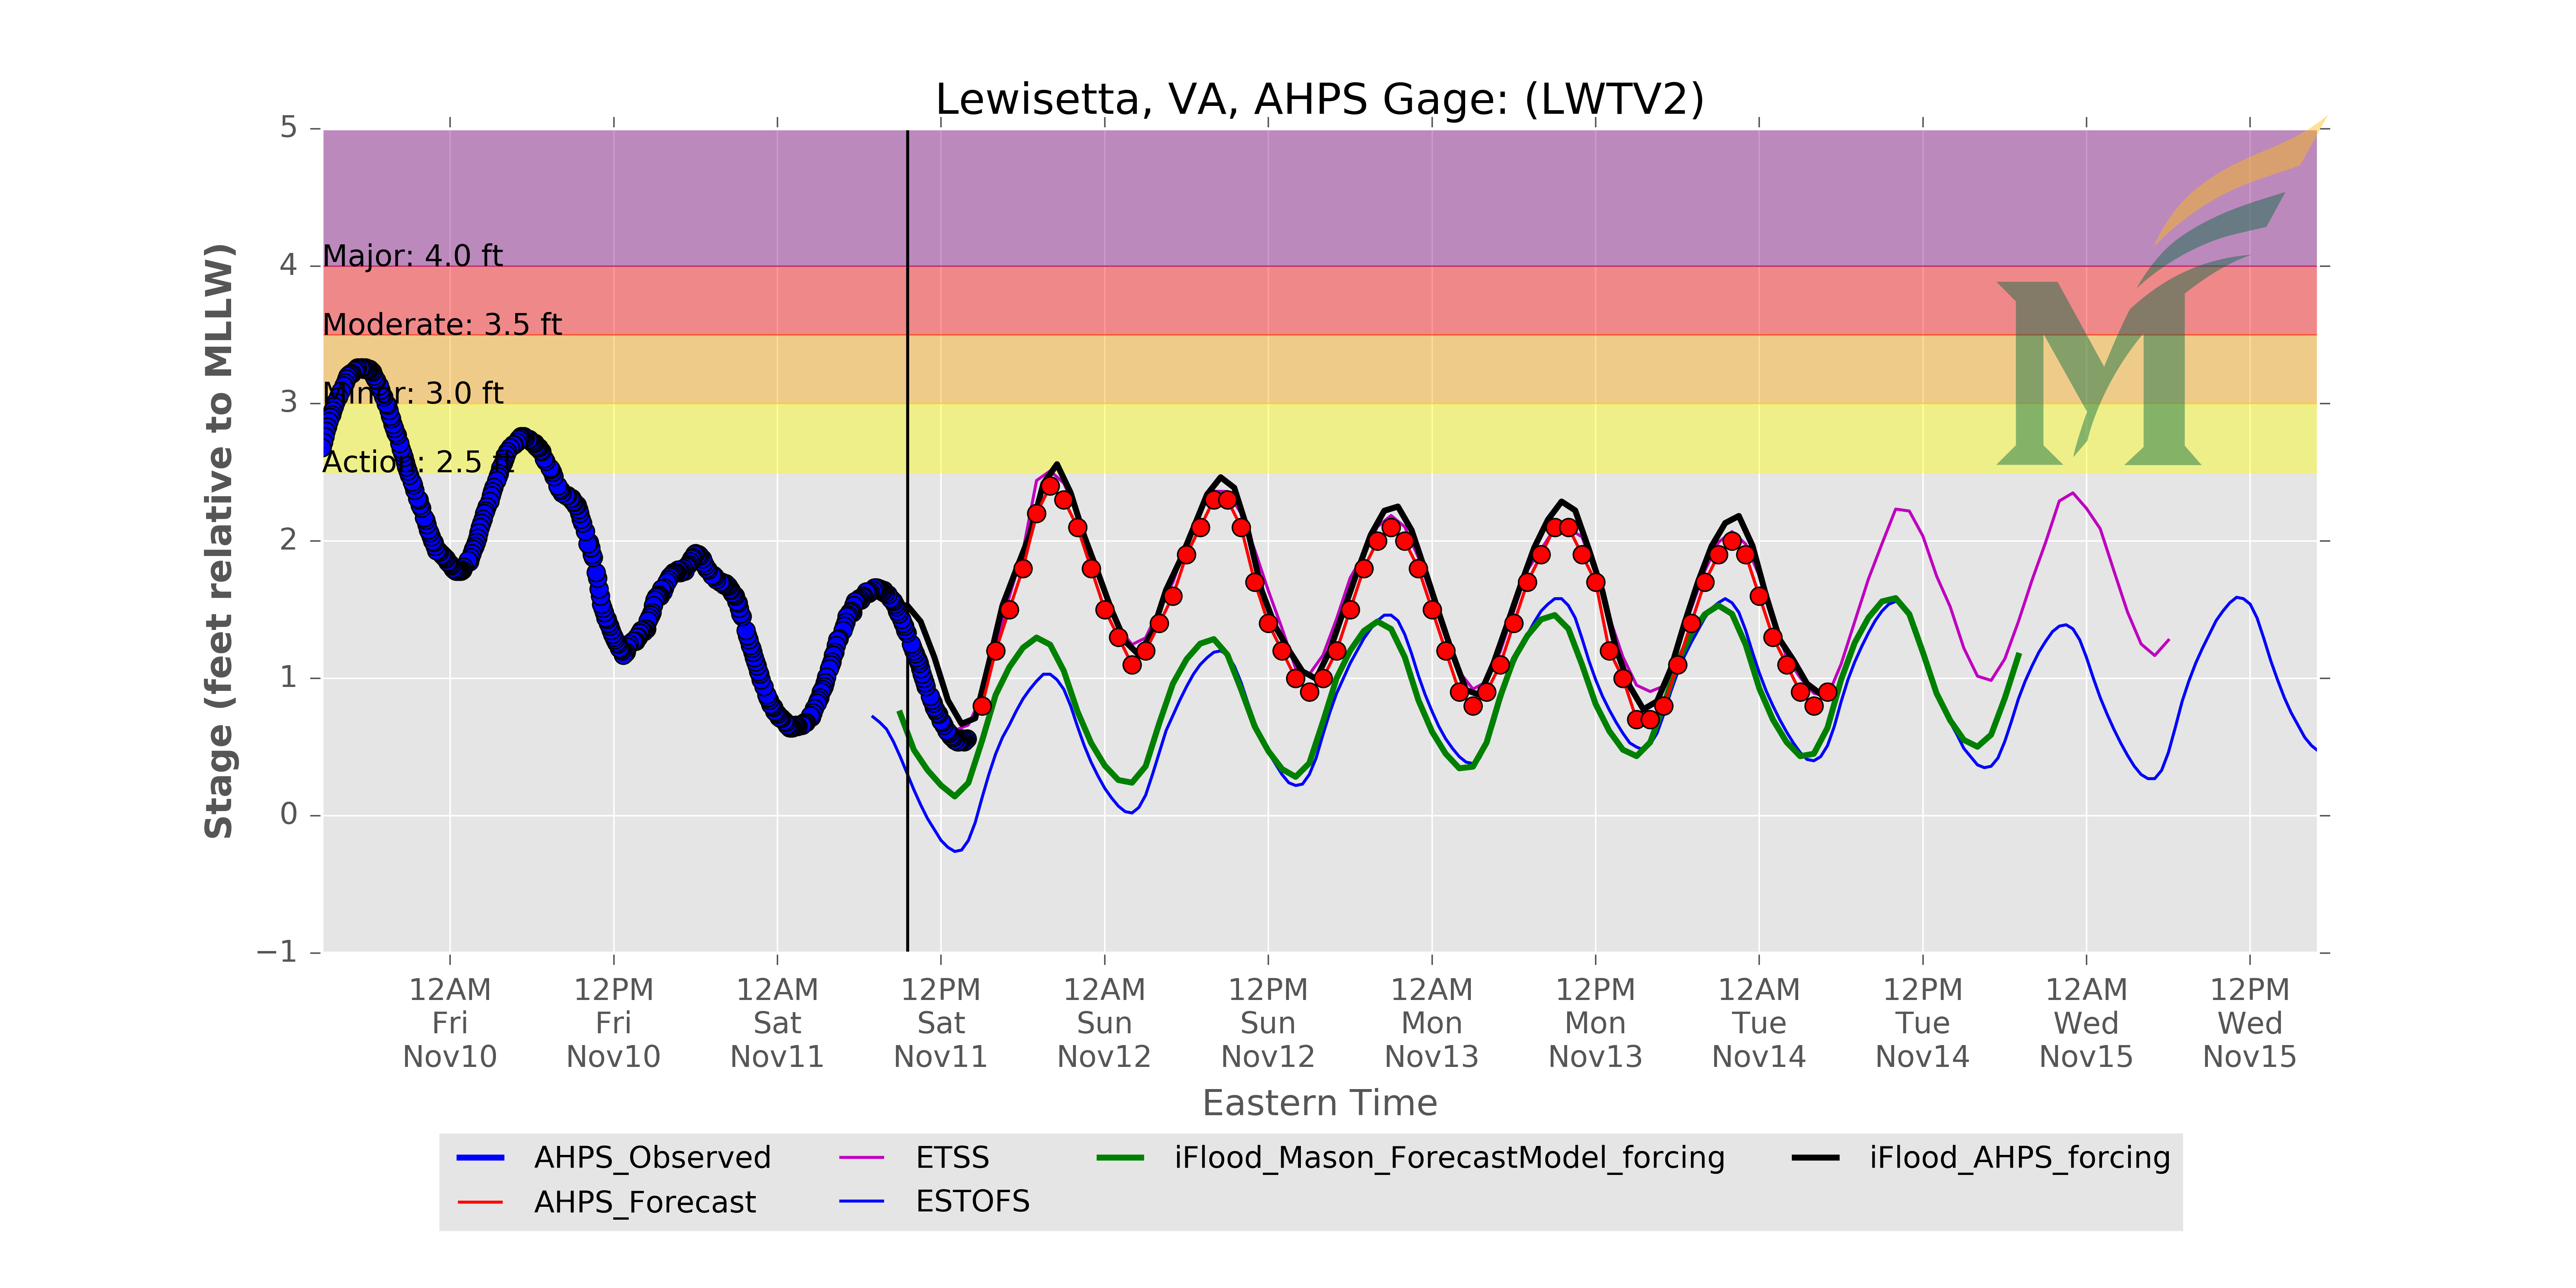 Lewisetta, VA, AHPS Gage: (LWTV2)
Stage (feet relative to MLLW)
5
4
3
2
1
0
−1
Major: 4.0 ft
Moderate: 3.5 ft
Minor: 3.0 ft
Action: 2.5 ft
12AM 12PM 12AM 12PM 12AM 12PM 12AM 12PM 12AM 12PM 12AM 12PM
Fri Fri Sat Sat Sun Sun Mon Mon Tue Tue Wed Wed
Nov10 Nov10 Nov11 Nov11 Nov12 Nov12 Nov13 Nov13 Nov14 Nov14 Nov15 Nov15
Eastern Time
AHPS_Observed ETSS iFlood_Mason_ForecastModel_forcing iFlood_AHPS_forcing
AHPS_Forecast ESTOFS